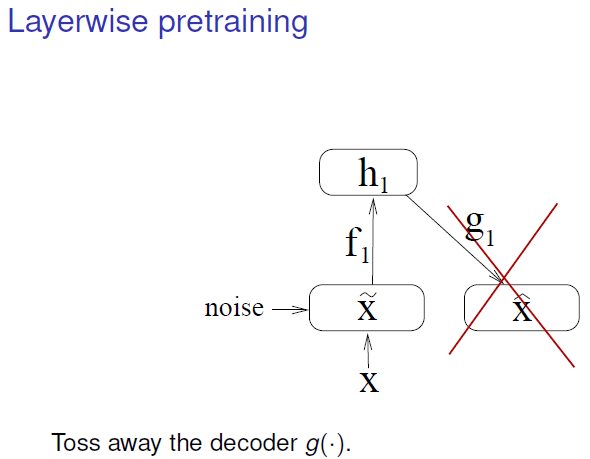 Layerwise pretraining
h₁
g₁
f₁
noise
x̃
x̂
x
Toss away the decoder g(·).